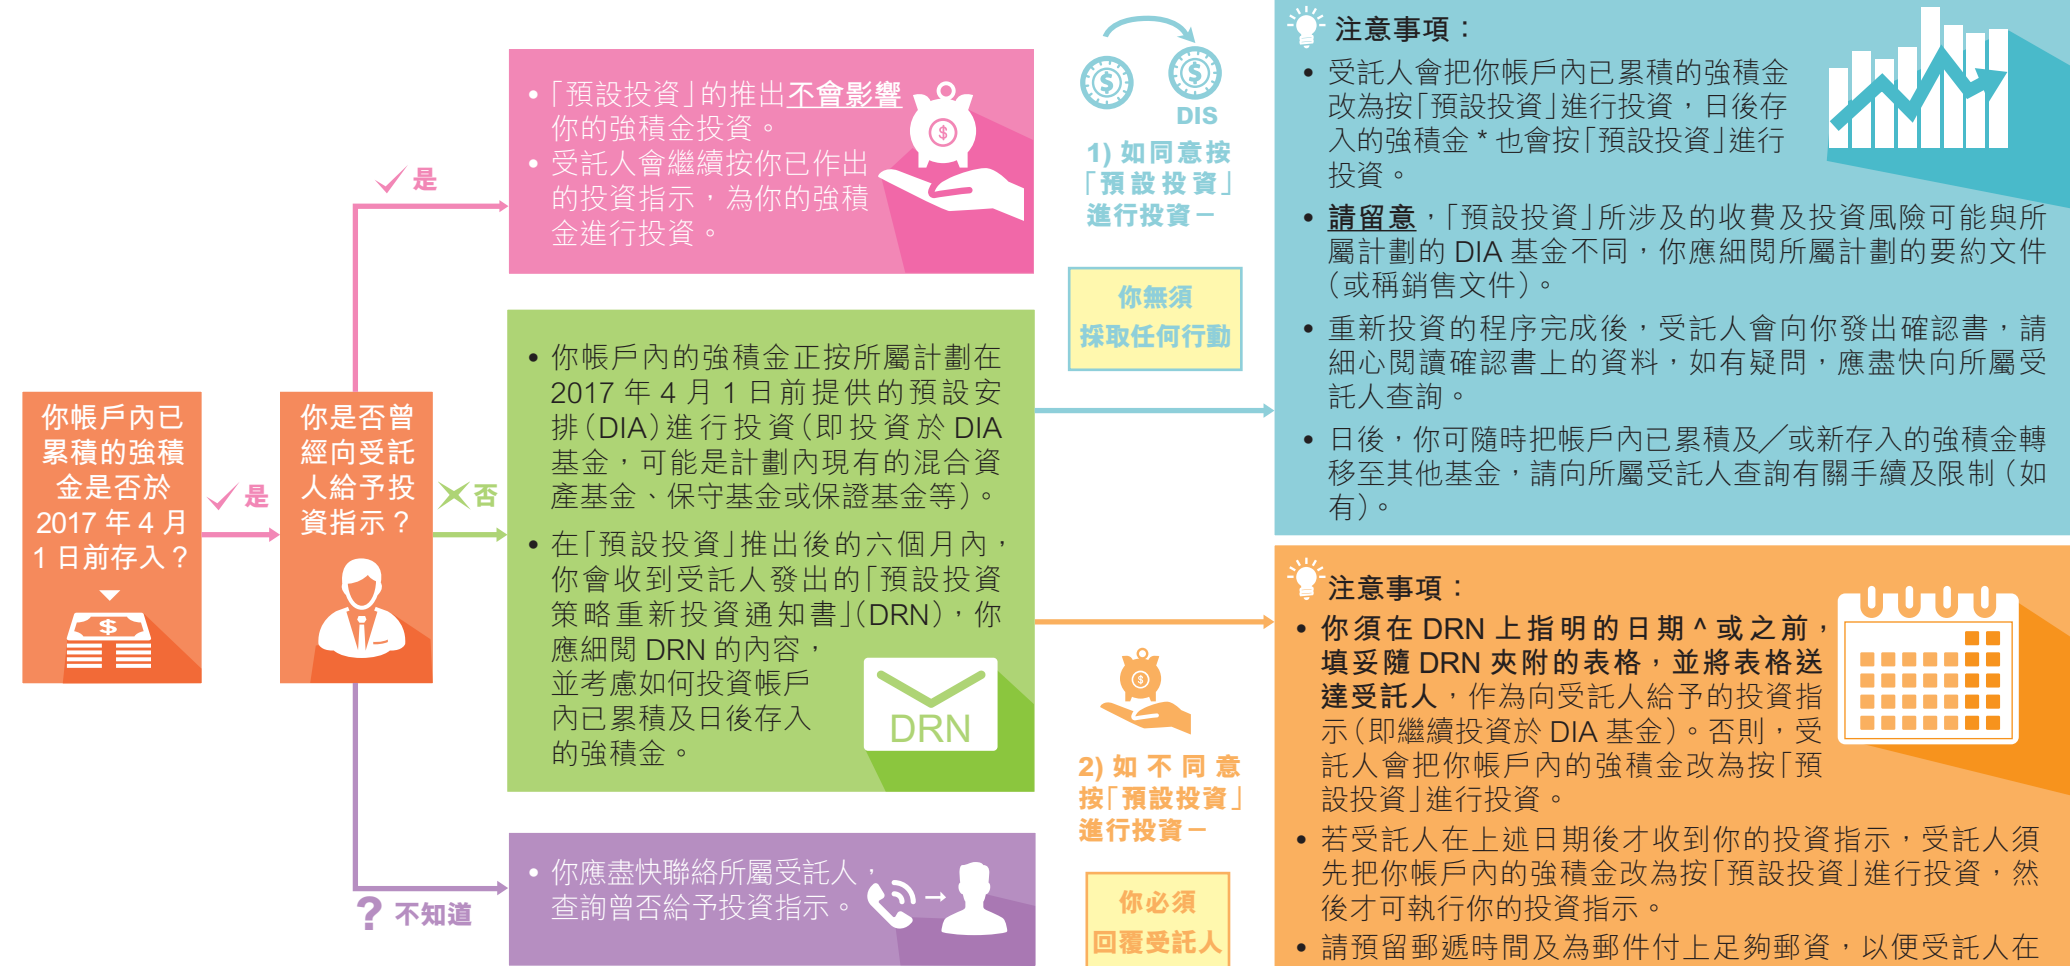 你帳戶內已
累積的強積
金是否於
2017 年 4 月
1 日前存入？
$
是
你是否曾
經向受託
人給予投
資指示？
是
• 「預設投資」的推出不會影響
你的強積金投資。
• 受託人會繼續按你已作出
的投資指示，為你的強積
金進行投資。
$
否
• 你帳戶內的強積金正按所屬計劃在
2017 年 4 月 1 日前提供的預設安
排（DIA）進行投資（即投資於 DIA
基金，可能是計劃內現有的混合資
產基金、保守基金或保證基金等）。
• 在「預設投資」推出後的六個月內，
你會收到受託人發出的「預設投資
策略重新投資通知書」（DRN），你
應細閱 DRN 的內容，
並考慮如何投資帳戶
內已累積及日後存入
的強積金。
DRN
? 不知道
• 你應盡快聯絡所屬受託人，
查詢曾否給予投資指示。
$
$
DIS
1) 如同意按
「預設投資」
進行投資－
你無須
採取任何行動
注意事項：
• 受託人會把你帳戶內已累積的強積金
改為按「預設投資」進行投資，日後存
入的強積金 * 也會按「預設投資」進行
投資。
• 請留意，「預設投資」所涉及的收費及投資風險可能與所
屬計劃的 DIA 基金不同，你應細閱所屬計劃的要約文件
（或稱銷售文件）。
• 重新投資的程序完成後，受託人會向你發出確認書，請
細心閱讀確認書上的資料，如有疑問，應盡快向所屬受
託人查詢。
• 日後，你可隨時把帳戶內已累積及／或新存入的強積金轉
移至其他基金，請向所屬受託人查詢有關手續及限制（如
有）。
$
2) 如不同意
按「預設投資」
進行投資－
你必須
回覆受託人
注意事項：
• 你須在 DRN 上指明的日期 ^ 或之前，
填妥隨 DRN 夾附的表格，並將表格送
達受託人，作為向受託人給予的投資指
示（即繼續投資於 DIA 基金）。否則，受
託人會把你帳戶內的強積金改為按「預
設投資」進行投資。
• 若受託人在上述日期後才收到你的投資指示，受託人須
先把你帳戶內的強積金改為按「預設投資」進行投資，然
後才可執行你的投資指示。
• 請預留郵遞時間及為郵件付上足夠郵資，以便受託人在